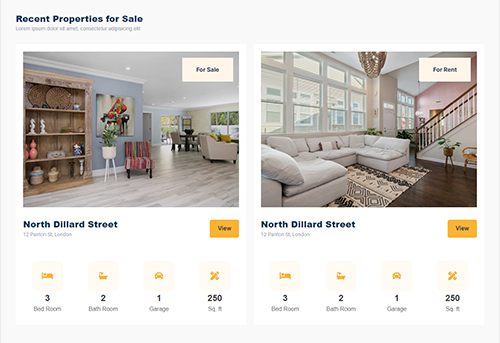 Recent Properties for Sale
Lorem ipsum dolor sit amet, consectetur adipisicing elit
For Sale
North Dillard Street
12 Panton St, London
View
3
2
1
250
Bed Room
Bath Room
Garage
Sq. ft
For Rent
North Dillard Street
12 Panton St, London
View
3
2
1
250
Bed Room
Bath Room
Garage
Sq. ft